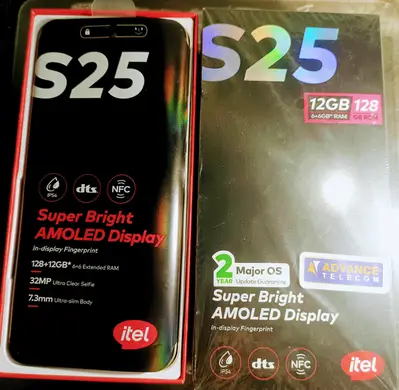 S25
IP54
dts
NFC
Super Bright
AMOLED Display
In-display Fingerprint
128+12GB* 6+6 Extended RAM
32MP Ultra Clear Selfie
7.3mm Ultra-slim Body
itel
S25
12GB 128
6+6GB* RAM GB ROM
2 YEAR
Major OS
Update Guarantee
ADVANCE
TELECOM
Super Bright
AMOLED Display
In-display Fingerprint
IP54
dts
NFC
itel